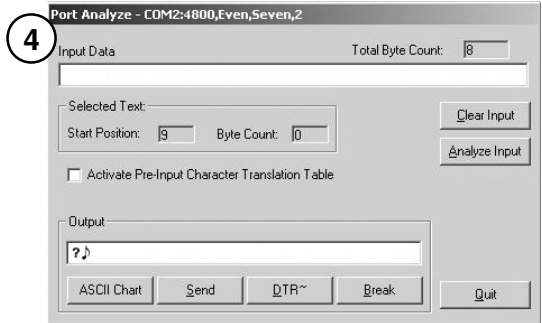 Port Analyze - COM2:4800,Even,Seven,2
4
Input Data Total Byte Count: 8
Selected Text:
Start Position: 9 Byte Count: 0
Clear Input
Analyze Input
Activate Pre-Input Character Translation Table
Output
?♪
ASCII Chart Send DTR~ Break Quit